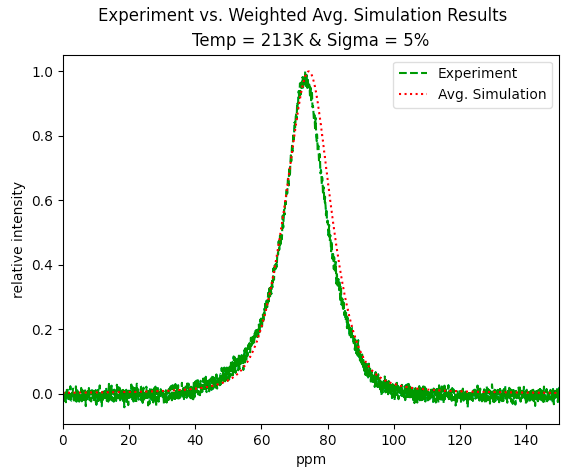 Experiment vs. Weighted Avg. Simulation Results
Temp = 213K & Sigma = 5%
Experiment
Avg. Simulation
relative intensity
1.0
0.8
0.6
0.4
0.2
0.0
0 20 40 60 80 100 120 140
ppm